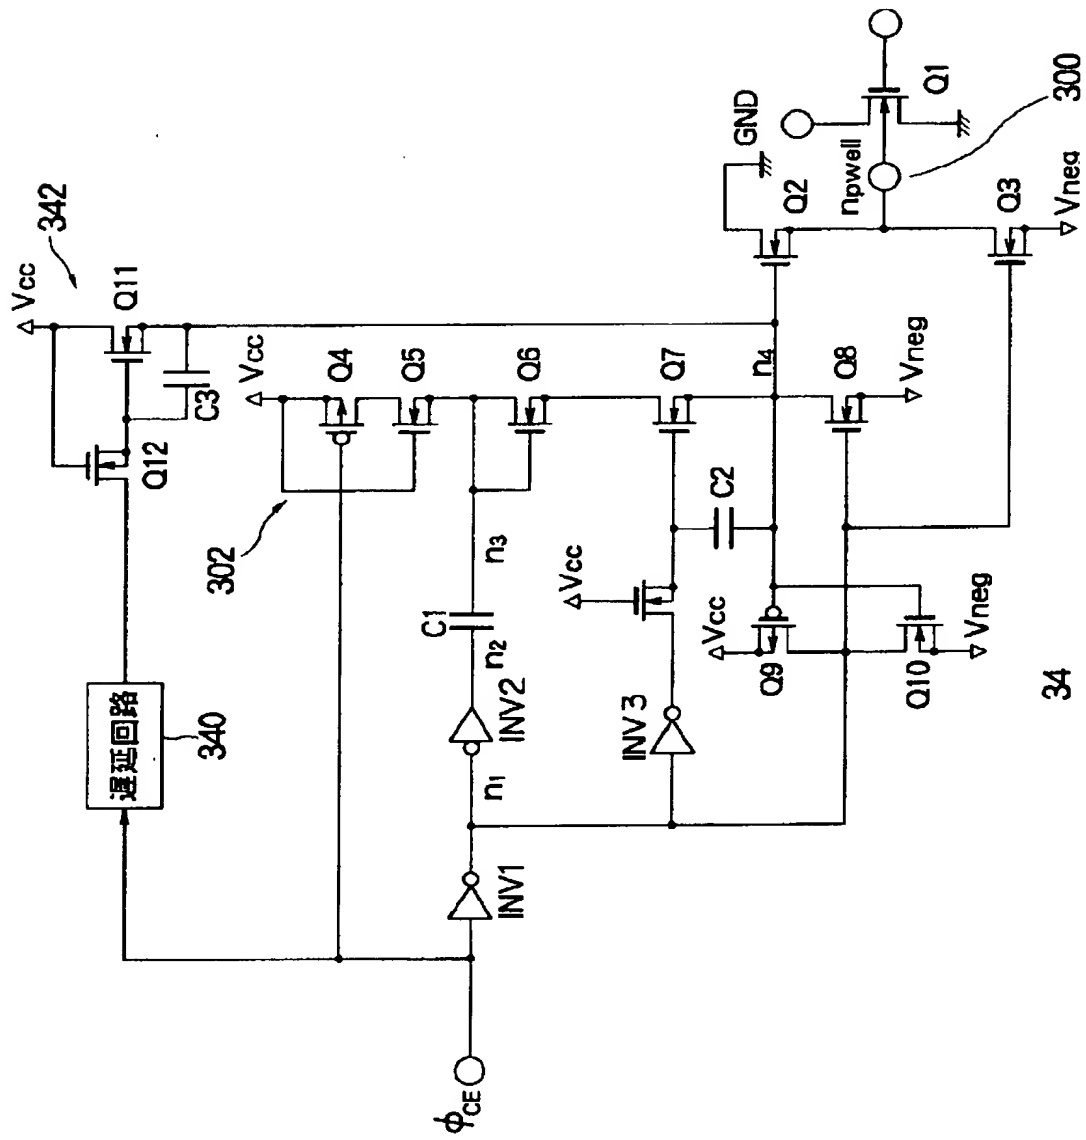 342
Vcc
Q11
C3
Q12
Vcc
Q4
Q5
302
Q6
Q7
n4
Q8
Vneg
GND
Q2
npwell
Q1
300
Q3
Vneg
遅延回路
340
C1
n3
n2
INV2
n1
INV1
Vcc
C2
INV3
Vcc
Q9
Q10
Vneg
φCE
34